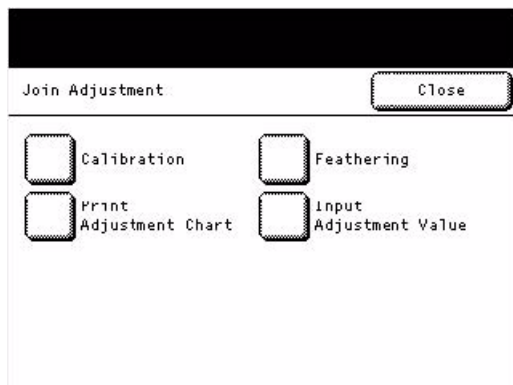 Join Adjustment
Close
Calibration
Feathering
Print
Adjustment Chart
Input
Adjustment Value